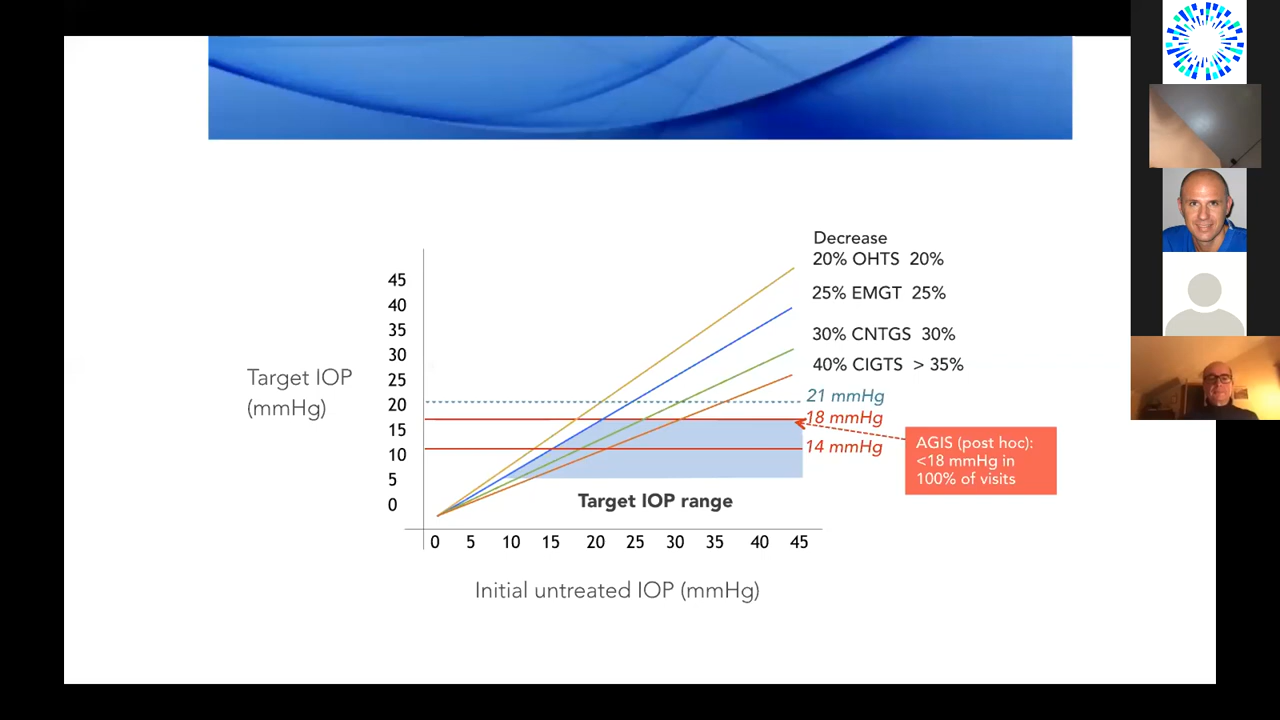 Decrease
20% OHTS 20%
25% EMGT 25%
30% CNTGS 30%
40% CIGTS > 35%
21 mmHg
18 mmHg
14 mmHg
AGIS (post hoc):
<18 mmHg in
100% of visits
Target IOP
(mmHg)
45
40
35
30
25
20
15
10
5
0
Target IOP range
0 5 10 15 20 25 30 35 40 45
Initial untreated IOP (mmHg)